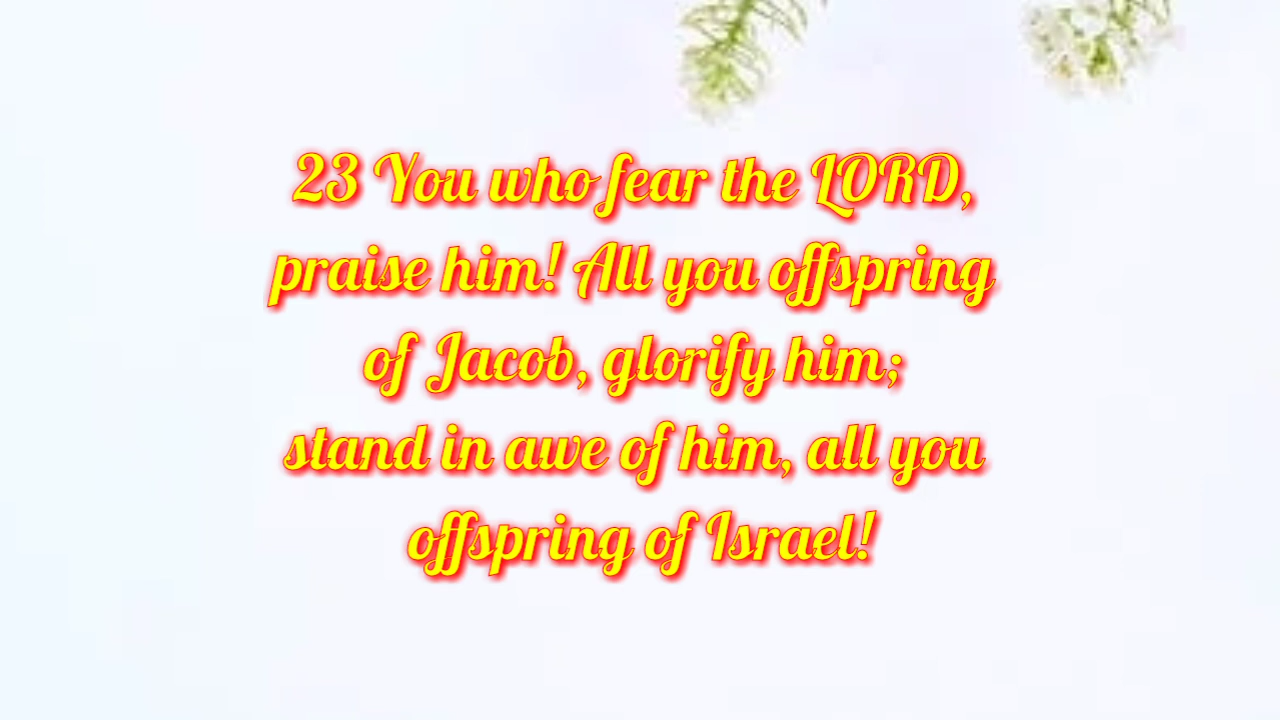 23 You who fear the LORD,
praise him! All you offspring
of Jacob, glorify him;
stand in awe of him, all you
offspring of Israel!